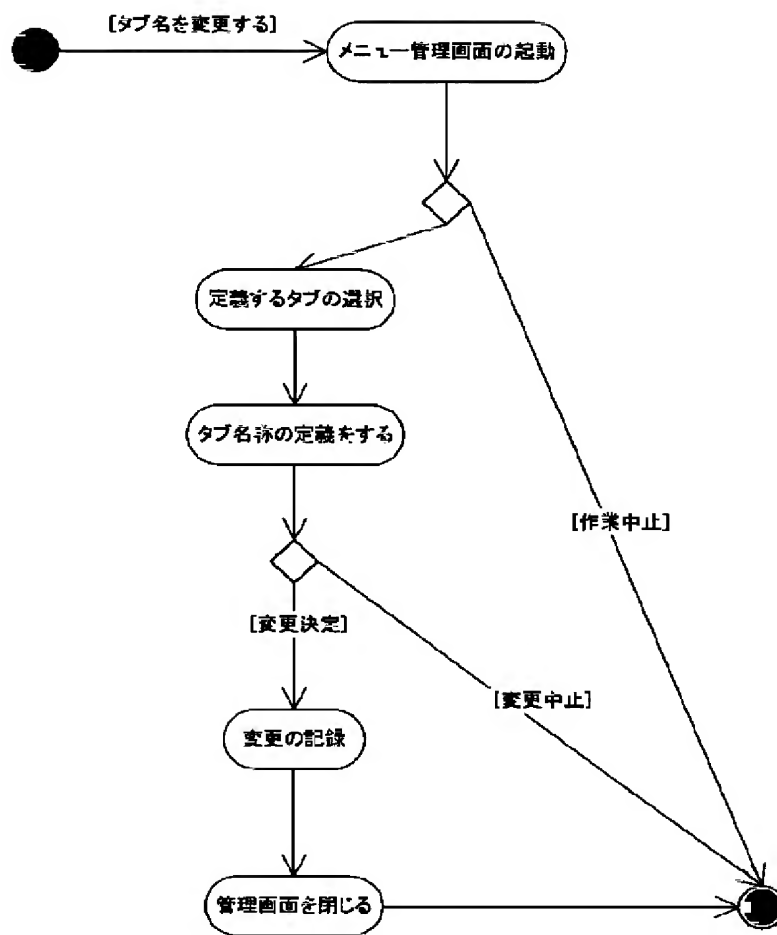 [タブ名を変更する]
メニュー管理画面の起動
定義するタブの選択
タブ名称の定義をする
[作業中止]
[変更決定]
[変更中止]
変更の記録
管理画面を閉じる